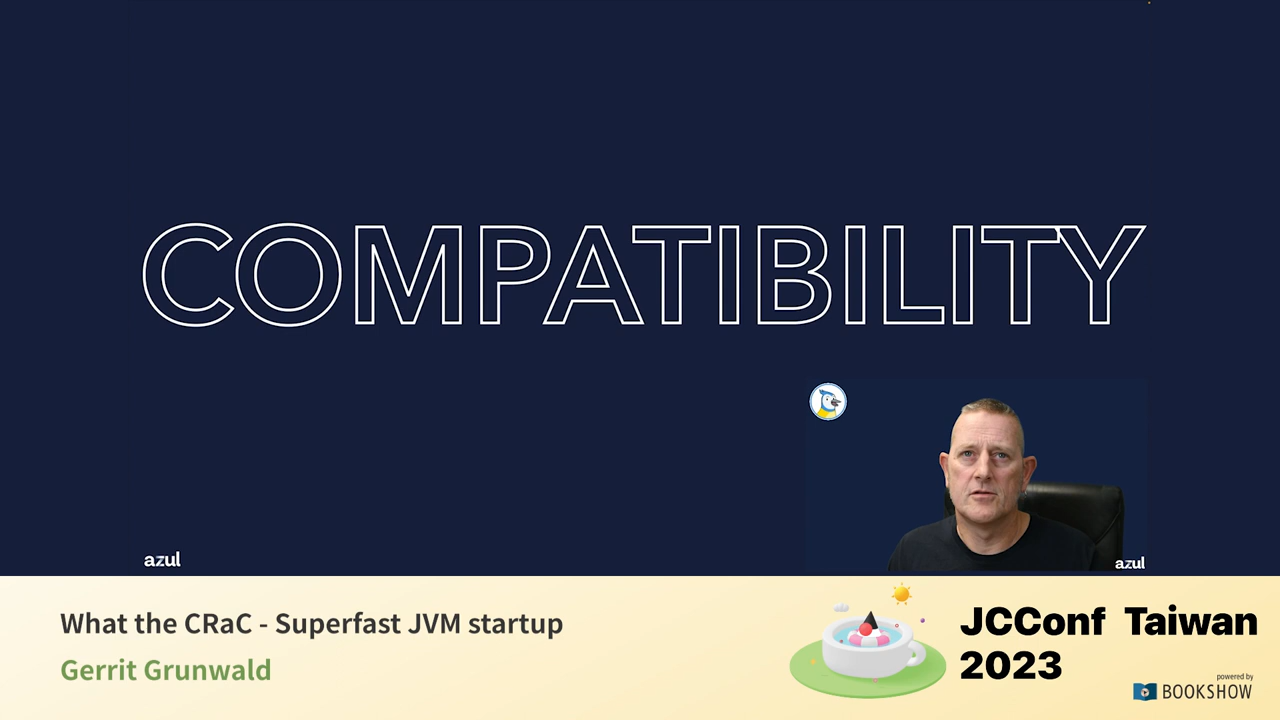 COMPATIBILITY
azul
azul
What the CRaC - Superfast JVM startup
Gerrit Grunwald
JCConf Taiwan
2023
powered by
BOOKSHOW